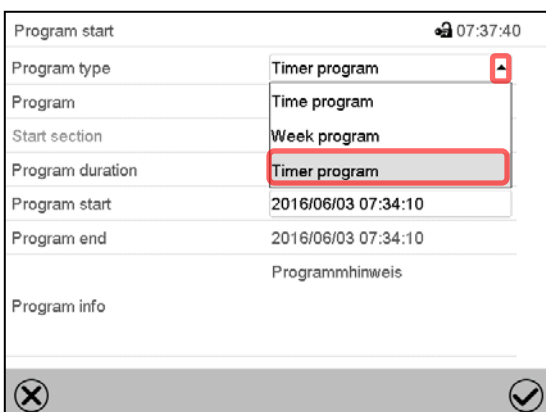 Program start 07:37:40
Program type Timer program
Program Time program
Start section Week program
Program duration Timer program
Program start 2016/06/03 07:34:10
Program end 2016/06/03 07:34:10
Programmhinweis
Program info